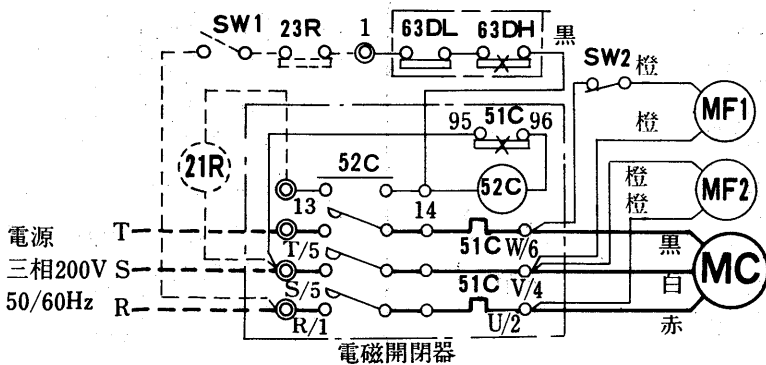 SW1 23R 1 63DL 63DH 黒
SW2 橙
MF1
橙
95 51C 96
21R
52C
52C
MF2
橙
橙
13 14
電源 T
T/5 51C W/6 黒
三相200V S
S/5 51C V/4 白
MC
50/60Hz R
R/1 U/2 赤
電磁開閉器